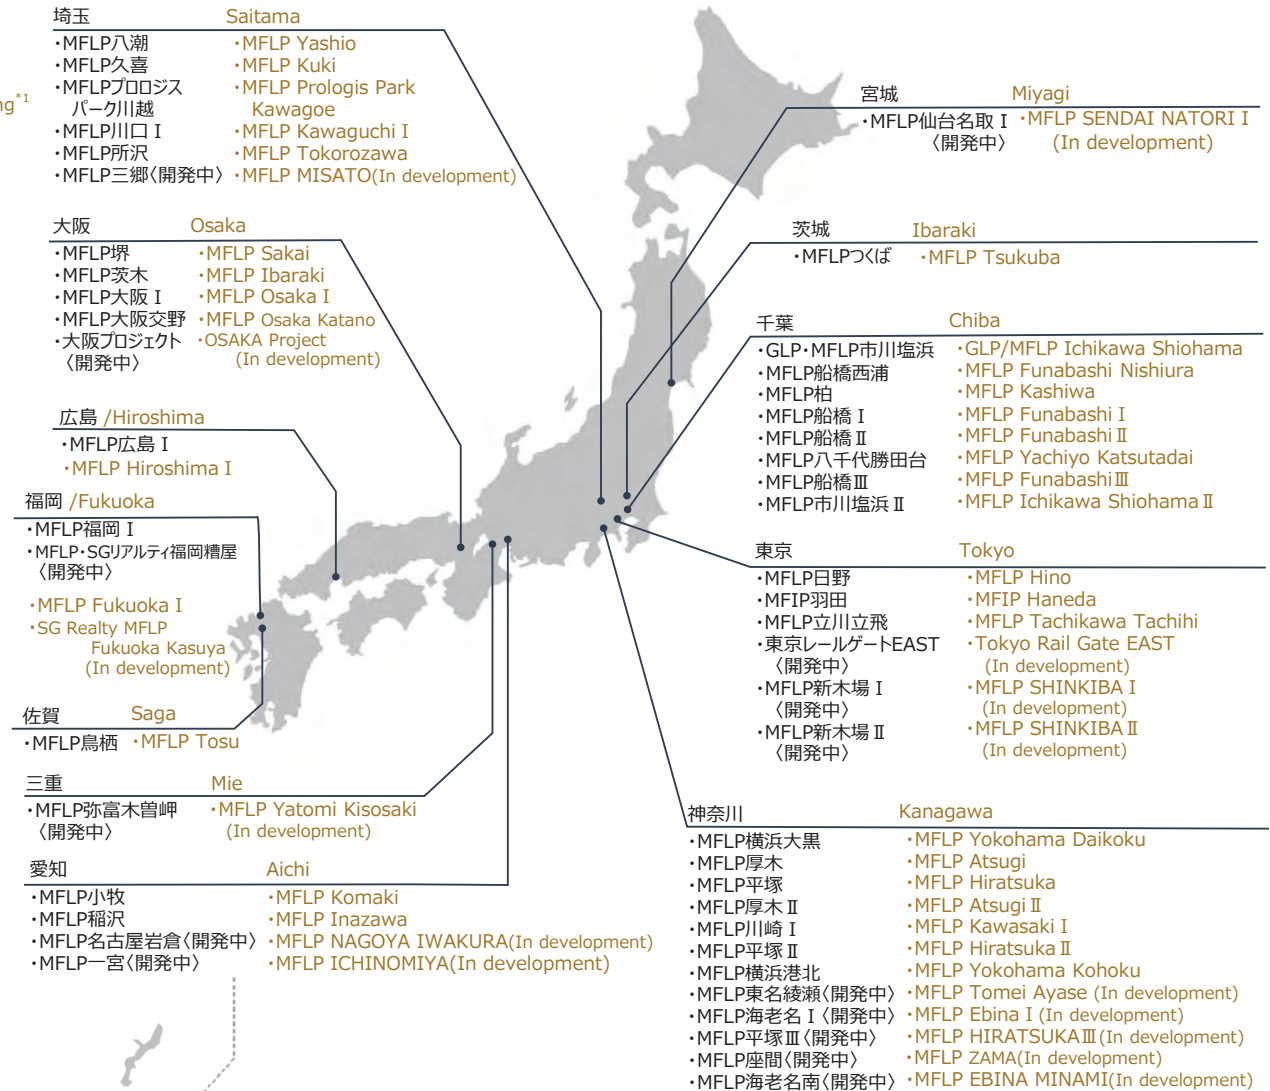 ng*1
埼玉 Saitama
・MFLP八潮 ・MFLP Yashio
・MFLP久喜 ・MFLP Kuki
・MFLPプロロジス ・MFLP Prologis Park
パーク川越 Kawagoe
・MFLP川口Ⅰ ・MFLP Kawaguchi Ⅰ
・MFLP所沢 ・MFLP Tokorozawa
・MFLP三郷〈開発中〉 ・MFLP MISATO(In development)
大阪 Osaka
・MFLP堺 ・MFLP Sakai
・MFLP茨木 ・MFLP Ibaraki
・MFLP大阪Ⅰ ・MFLP Osaka Ⅰ
・MFLP大阪交野 ・MFLP Osaka Katano
・大阪プロジェクト ・OSAKA Project
〈開発中〉 (In development)
広島 /Hiroshima
・MFLP広島Ⅰ
・MFLP Hiroshima Ⅰ
福岡 /Fukuoka
・MFLP福岡Ⅰ
・MFLP・SGリアルティ福岡糟屋
〈開発中〉
・MFLP Fukuoka Ⅰ
・SG Realty MFLP
Fukuoka Kasuya
(In development)
佐賀 Saga
・MFLP鳥栖 ・MFLP Tosu
三重 Mie
・MFLP弥富木曽岬 ・MFLP Yatomi Kisosaki
〈開発中〉 (In development)
愛知 Aichi
・MFLP小牧 ・MFLP Komaki
・MFLP稲沢 ・MFLP Inazawa
・MFLP名古屋岩倉〈開発中〉 ・MFLP NAGOYA IWAKURA(In development)
・MFLP一宮〈開発中〉 ・MFLP ICHINOMIYA(In development)
宮城 Miyagi
・MFLP仙台名取Ⅰ ・MFLP SENDAI NATORI Ⅰ
〈開発中〉 (In development)
茨城 Ibaraki
・MFLPつくば ・MFLP Tsukuba
千葉 Chiba
・GLP・MFLP市川塩浜 ・GLP/MFLP Ichikawa Shiohama
・MFLP船橋西浦 ・MFLP Funabashi Nishiura
・MFLP柏 ・MFLP Kashiwa
・MFLP船橋Ⅰ ・MFLP Funabashi Ⅰ
・MFLP船橋Ⅱ ・MFLP Funabashi Ⅱ
・MFLP八千代勝田台 ・MFLP Yachiyo Katsutadai
・MFLP船橋Ⅲ ・MFLP Funabashi Ⅲ
・MFLP市川塩浜Ⅱ ・MFLP Ichikawa Shiohama Ⅱ
東京 Tokyo
・MFLP日野 ・MFLP Hino
・MFIP羽田 ・MFIP Haneda
・MFLP立川立飛 ・MFLP Tachikawa Tachihi
・東京レールゲートEAST ・Tokyo Rail Gate EAST
〈開発中〉 (In development)
・MFLP新木場Ⅰ ・MFLP SHINKIBA Ⅰ
〈開発中〉 (In development)
・MFLP新木場Ⅱ ・MFLP SHINKIBA Ⅱ
〈開発中〉 (In development)
神奈川 Kanagawa
・MFLP横浜大黒 ・MFLP Yokohama Daikoku
・MFLP厚木 ・MFLP Atsugi
・MFLP平塚 ・MFLP Hiratsuka
・MFLP厚木Ⅱ ・MFLP Atsugi Ⅱ
・MFLP川崎Ⅰ ・MFLP Kawasaki Ⅰ
・MFLP平塚Ⅱ ・MFLP Hiratsuka Ⅱ
・MFLP横浜港北 ・MFLP Yokohama Kohoku
・MFLP東名綾瀬〈開発中〉 ・MFLP Tomei Ayase (In development)
・MFLP海老名Ⅰ〈開発中〉 ・MFLP Ebina Ⅰ (In development)
・MFLP平塚Ⅲ〈開発中〉 ・MFLP HIRATSUKA Ⅲ(In development)
・MFLP座間〈開発中〉 ・MFLP ZAMA(In development)
・MFLP海老名南〈開発中〉 ・MFLP EBINA MINAMI(In development)